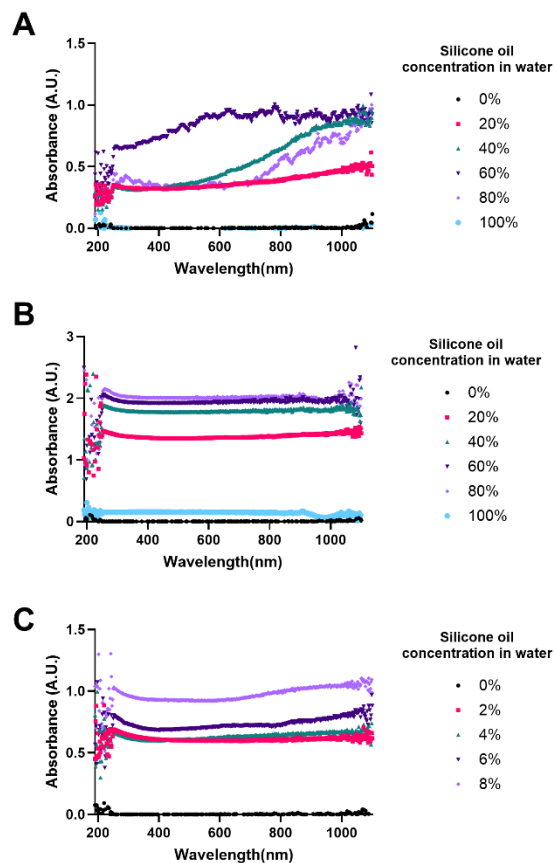 A
Absorbance (A.U.)
1.5
1.0
0.5
0.0
200 400 600 800 1000
Wavelength(nm)
Silicone oil
concentration in water
0%
20%
40%
60%
80%
100%
B
Absorbance (A.U.)
3
2
1
0
200 400 600 800 1000
Wavelength(nm)
Silicone oil
concentration in water
0%
20%
40%
60%
80%
100%
C
Absorbance (A.U.)
1.5
1.0
0.5
0.0
200 400 600 800 1000
Wavelength(nm)
Silicone oil
concentration in water
0%
2%
4%
6%
8%